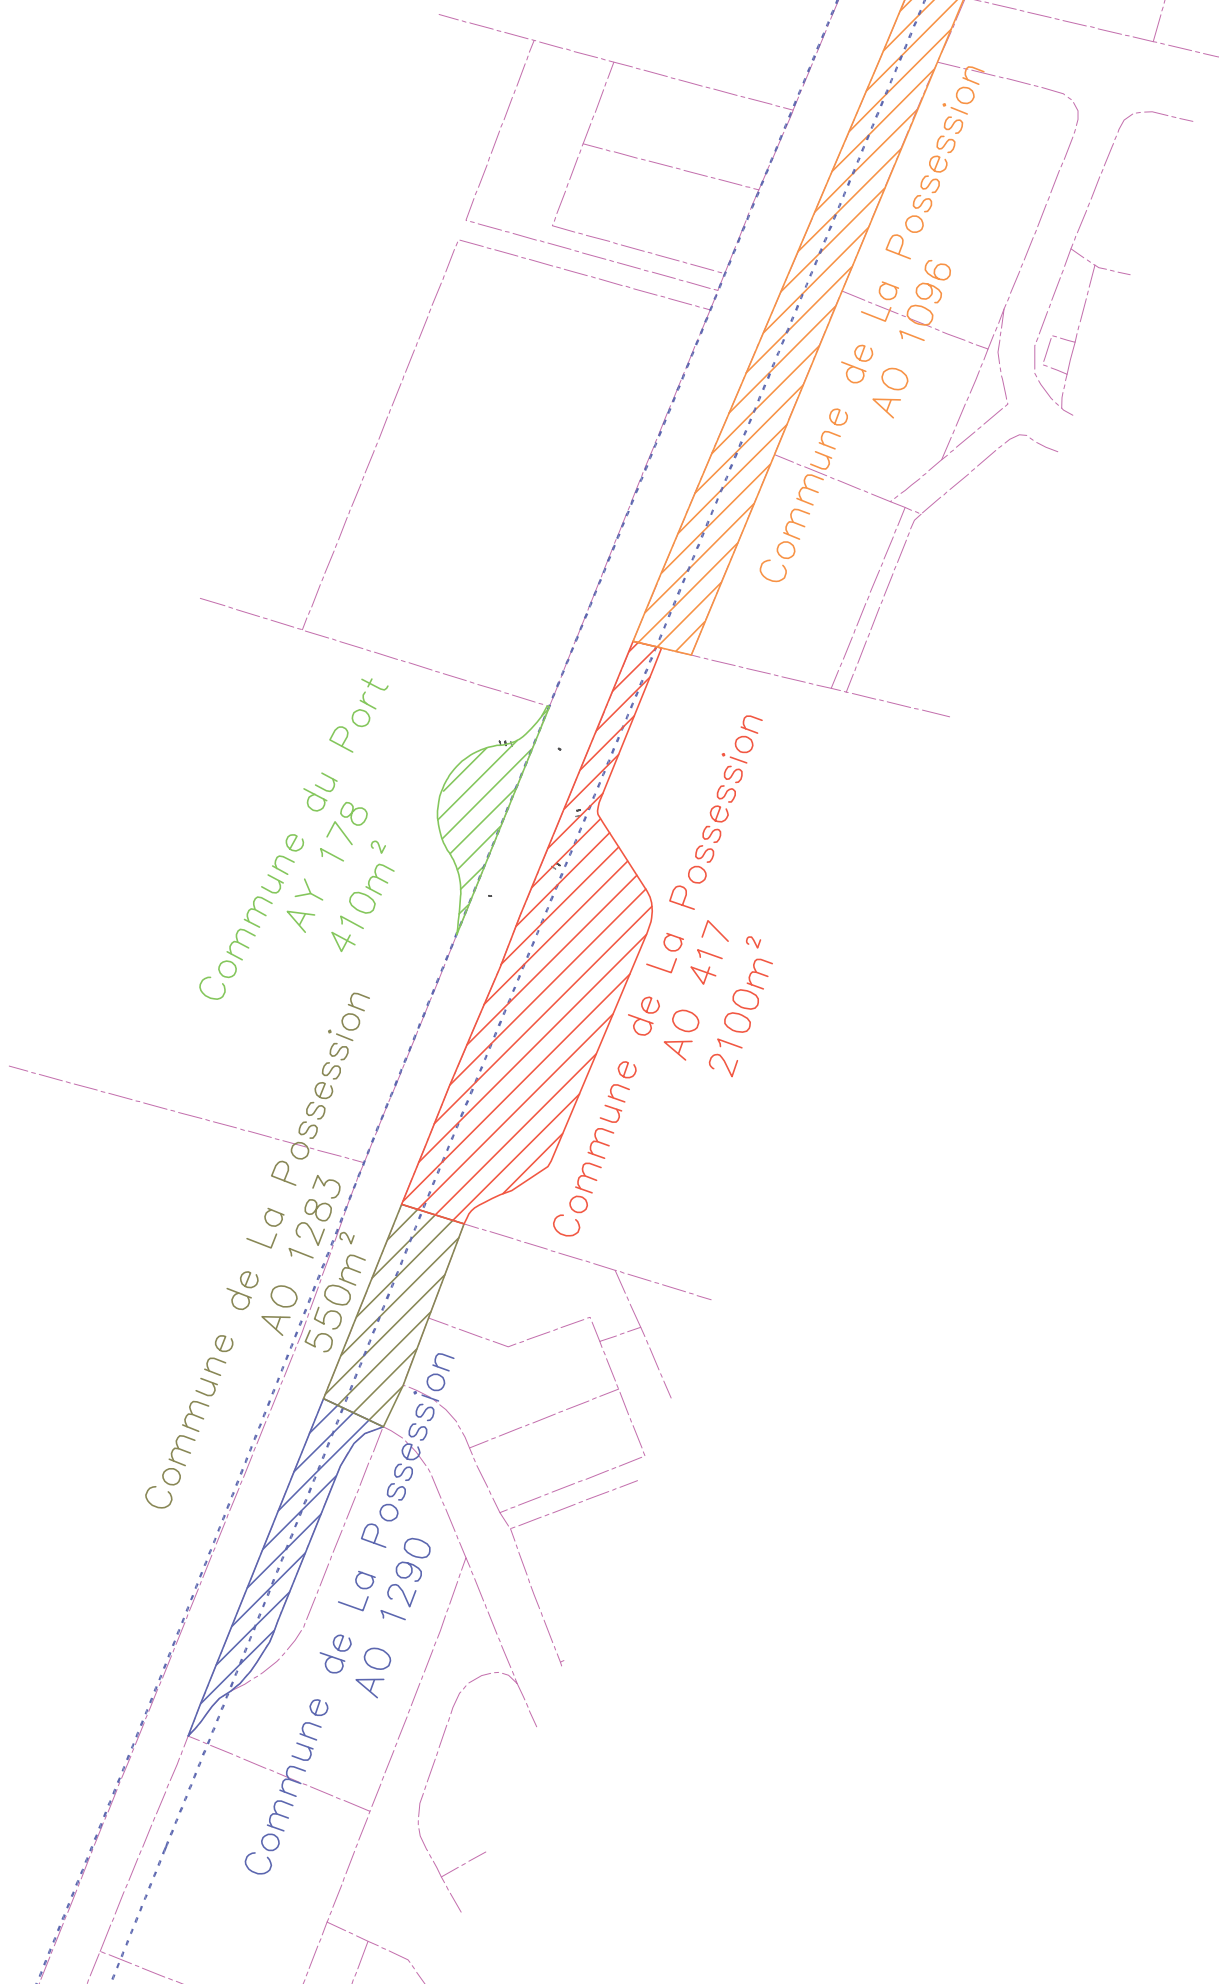 Commune de La Possession
AO 1096
Commune du Port
AY 178
410m²
Commune de La Possession
AO 417
2100m²
Commune de La Possession
AO 1283
550m²
Commune de La Possession
AO 1290